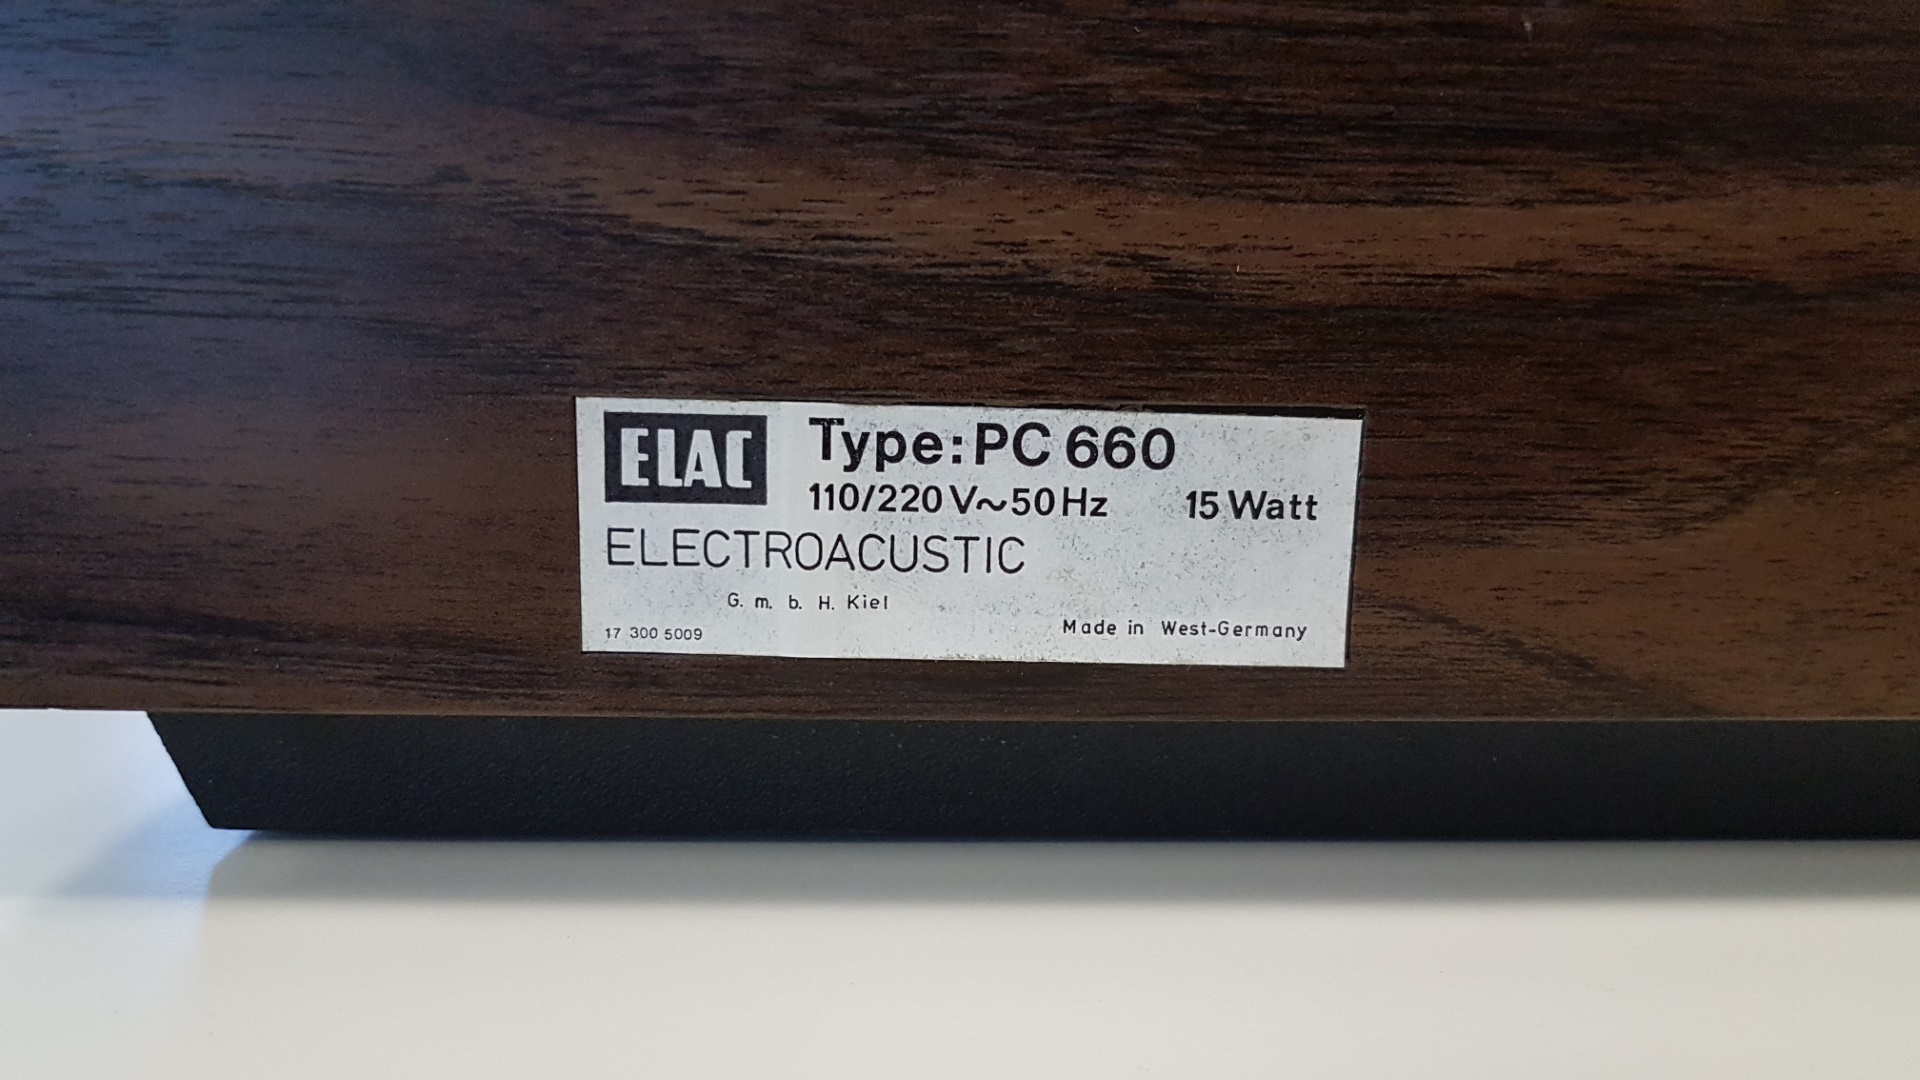 ELAC
Type: PC 660
110/220 V~50 Hz 15 Watt
ELECTROACUSTIC
G. m. b. H. Kiel
17 300 5009
Made in West-Germany